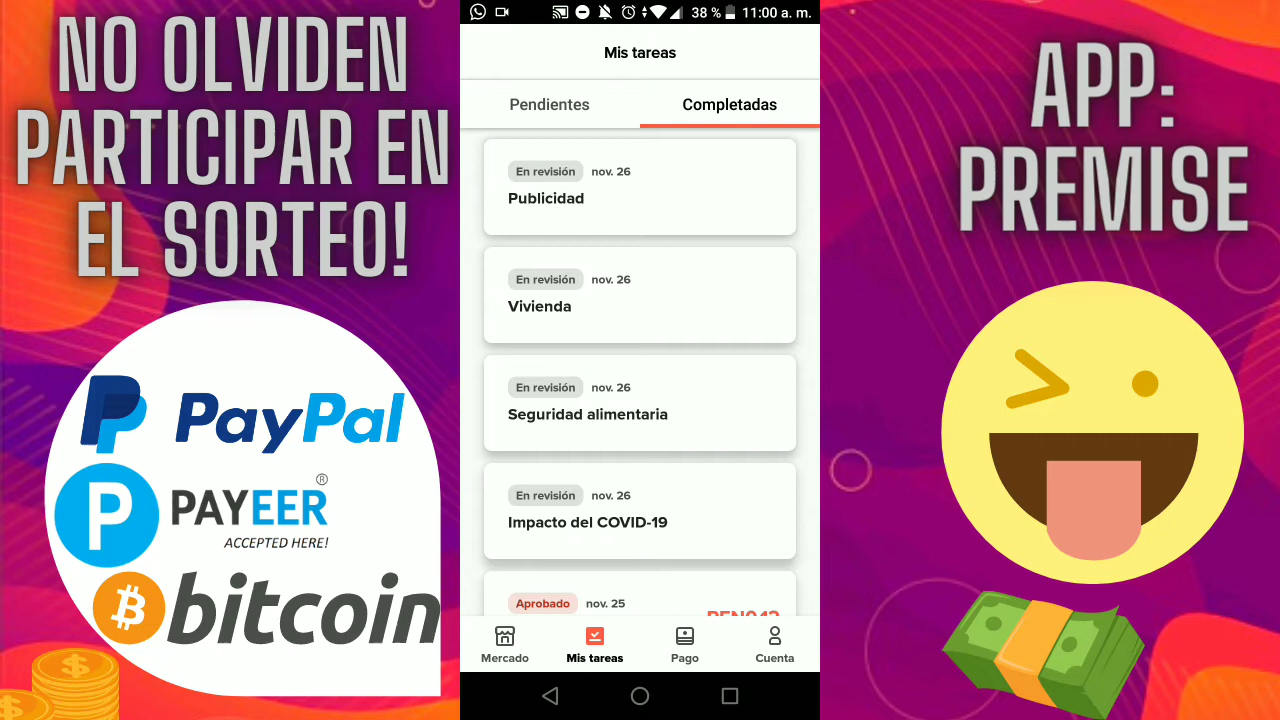 NO OLVIDEN
PARTICIPAR EN
EL SORTEO!
PayPal
P PAYEER®
ACCEPTED HERE!
bitcoin
38 % 11:00 a. m.
Mis tareas
Pendientes Completadas
En revisión nov. 26
Publicidad
En revisión nov. 26
Vivienda
En revisión nov. 26
Seguridad alimentaria
En revisión nov. 26
Impacto del COVID-19
Aprobado nov. 25
Mercado Mis tareas Pago Cuenta
APP:
PREMISE